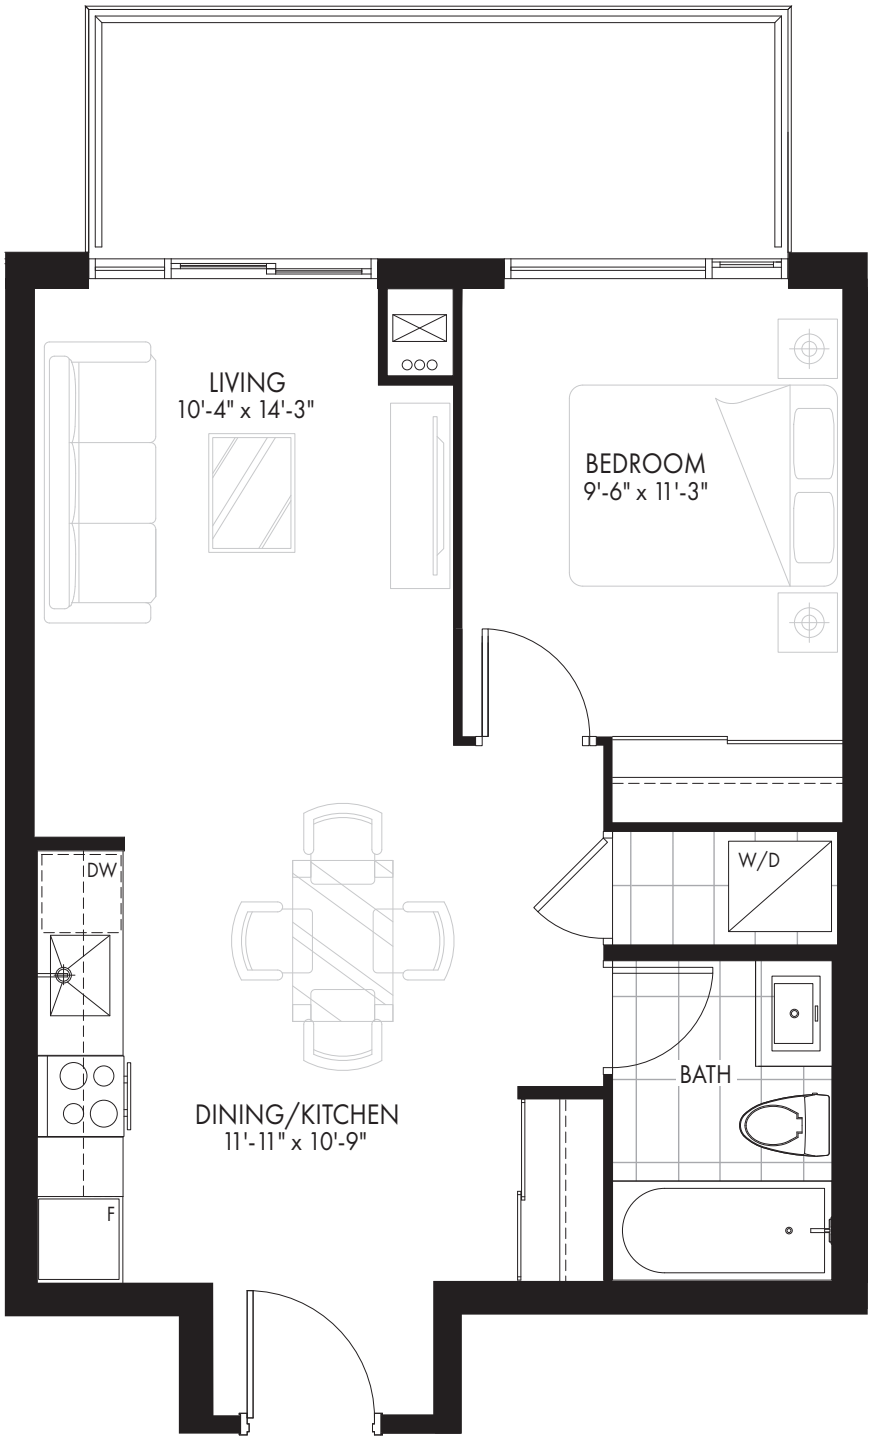 LIVING
10'-4" x 14'-3"
BEDROOM
9'-6" x 11'-3"
DW
W/D
BATH
DINING/KITCHEN
11'-11" x 10'-9"
F